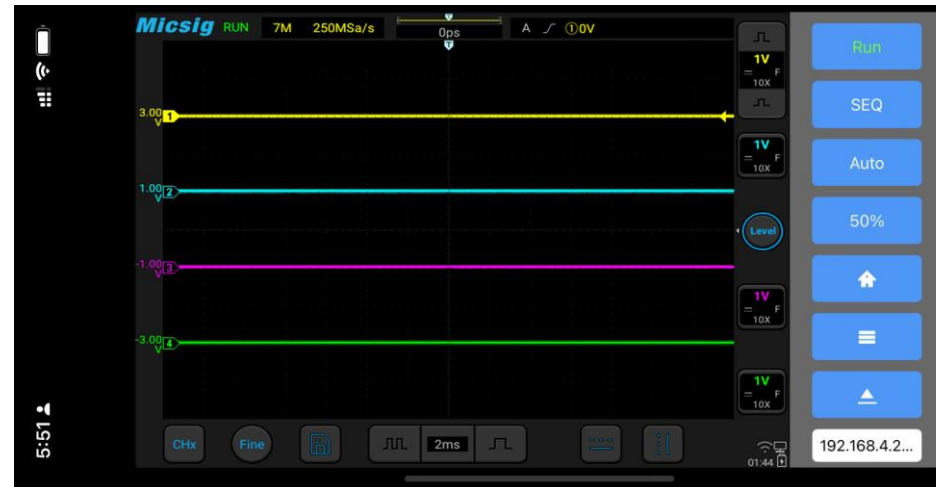 Micsig RUN 7M 250MSa/s 0ps A ①0V
T
Run
1V
F
10X
SEQ
3.00
V
1
1V
F
10X
Auto
1.00
V
2
50%
Level
-1.00
V
3
1V
F
10X
-3.00
V
4
1V
F
10X
5:51
CHx Fine 2ms
01:44
192.168.4.2...